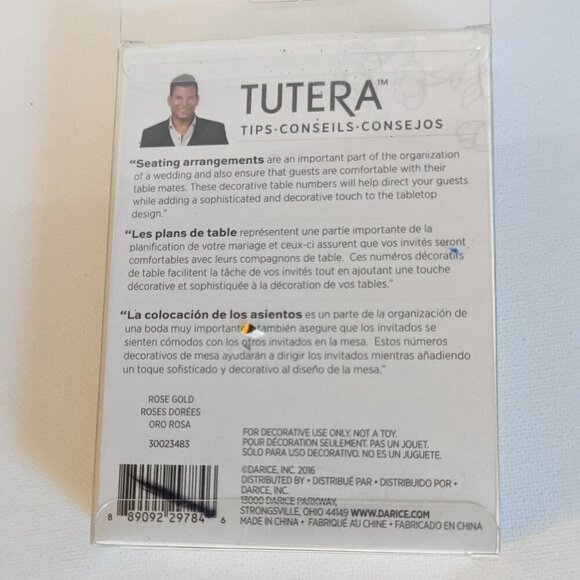 TUTERA™
TIPS·CONSEILS·CONSEJOS
"Seating arrangements are an important part of the organization
of a wedding and also ensure that guests are comfortable with their
table mates. These decorative table numbers will help direct your guests
while adding a sophisticated and decorative touch to the tabletop
design."
"Les plans de table représentent une partie importante de la
planification de votre mariage et ceux-ci assurent que vos invités seront
comfortables avec leurs compagnons de table. Ces numéros décoratifs
de table facilitent la tâche de vos invités tout en ajoutant une touche
décorative et sophistiquée à la décoration de vos tables."
"La colocación de los asientos es un parte de la organización de
una boda muy importante, también asegure que los invitados se
sienten cómodos con los otros invitados en la mesa. Estos números
decorativos de mesa ayudarán a dirigir los invitados mientras añadiendo
un toque sofisticado y decorativo al diseño de la mesa."
ROSE GOLD
ROSES DORÉES
ORO ROSA
30023483
FOR DECORATIVE USE ONLY. NOT A TOY.
POUR DÉCORATION SEULEMENT. PAS UN JOUET.
SÓLO PARA USO DECORATIVO. NO ES UN JUGUETE.
©DARICE, INC. 2016
DISTRIBUTED BY • DISTRIBUÉ PAR • DISTRIBUIDO POR •
DARICE, INC.
13000 DARICE PARKWAY,
STRONGSVILLE, OHIO 44149 WWW.DARICE.COM
MADE IN CHINA • FABRIQUÉ AU CHINE • FABRICADO EN CHINA
8 89092 29784 6